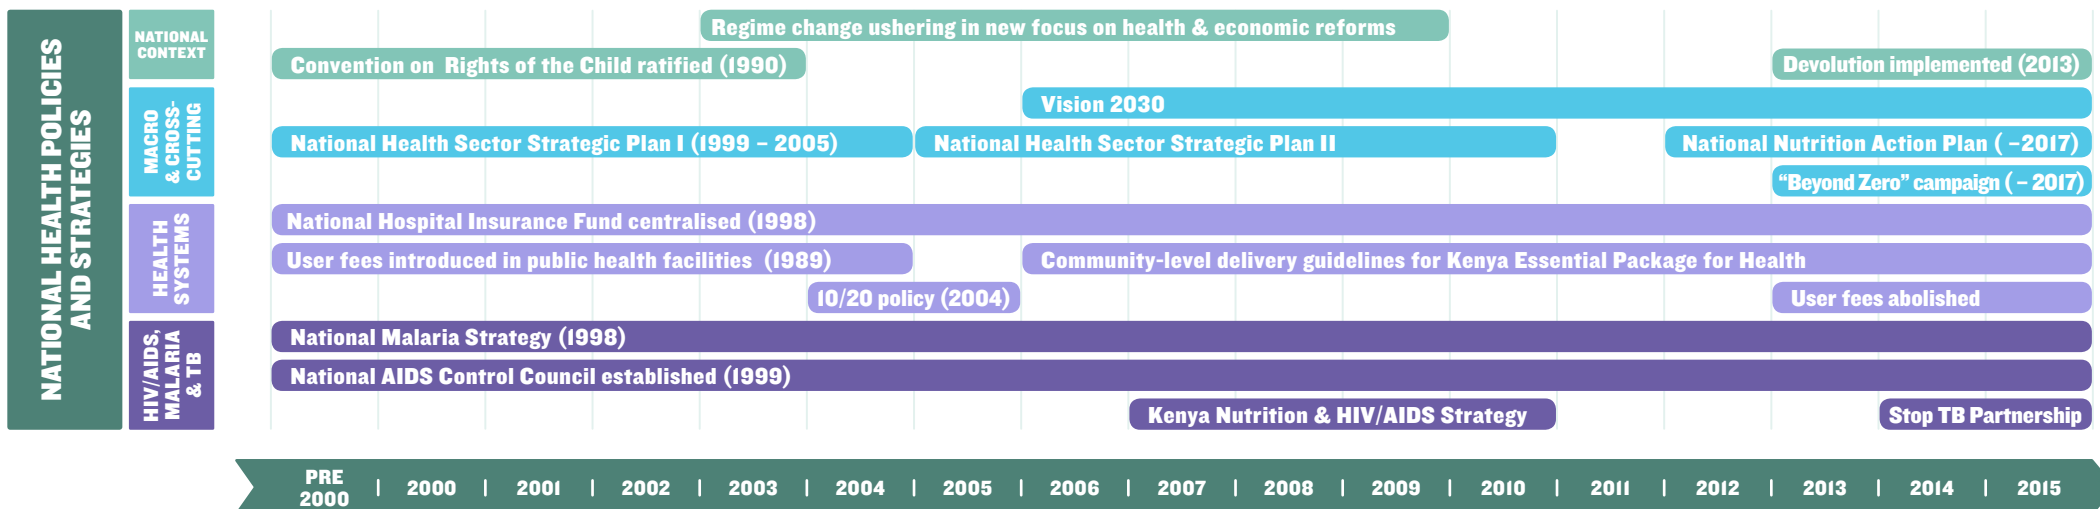 NATIONAL HEALTH POLICIES
AND STRATEGIES
NATIONAL
CONTEXT
Regime change ushering in new focus on health & economic reforms
Convention on Rights of the Child ratified (1990)
Devolution implemented (2013)
MACRO
& CROSS-
CUTTING
Vision 2030
National Health Sector Strategic Plan I (1999 – 2005)
National Health Sector Strategic Plan II
National Nutrition Action Plan ( –2017)
“Beyond Zero” campaign ( – 2017)
HEALTH
SYSTEMS
National Hospital Insurance Fund centralised (1998)
User fees introduced in public health facilities (1989)
Community-level delivery guidelines for Kenya Essential Package for Health
10/20 policy (2004)
User fees abolished
HIV/AIDS,
MALARIA
& TB
National Malaria Strategy (1998)
National AIDS Control Council established (1999)
Kenya Nutrition & HIV/AIDS Strategy
Stop TB Partnership
PRE
2000
2000
2001
2002
2003
2004
2005
2006
2007
2008
2009
2010
2011
2012
2013
2014
2015